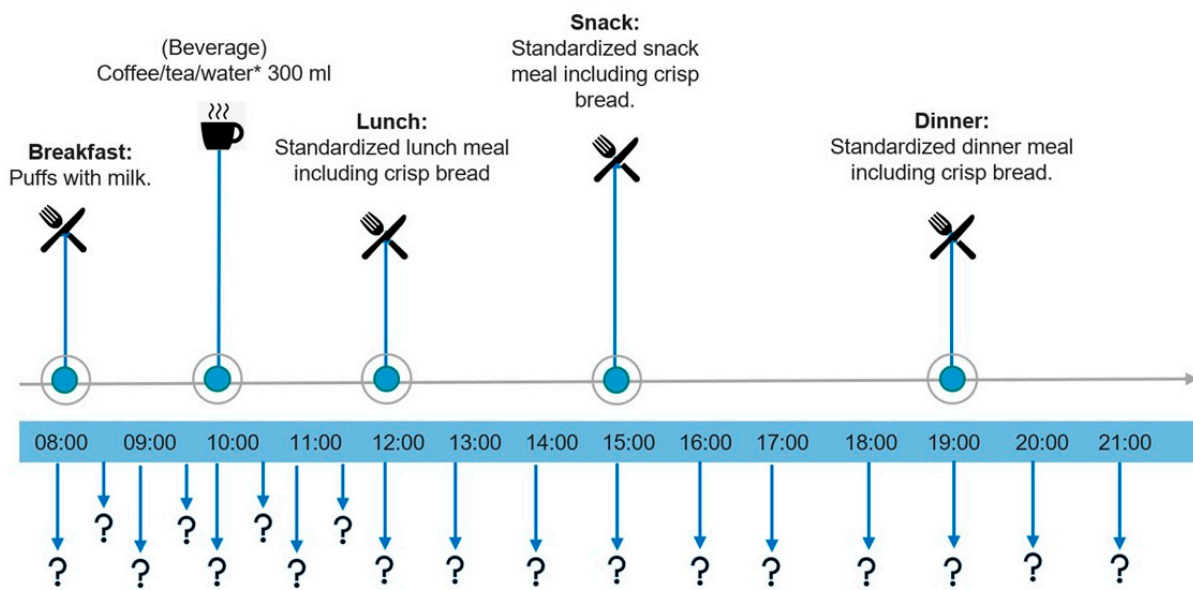 Snack:
Standardized snack
meal including crisp
bread.
(Beverage)
Coffee/tea/water* 300 ml
Lunch:
Standardized lunch meal
including crisp bread
Dinner:
Standardized dinner meal
including crisp bread.
Breakfast:
Puffs with milk.
08:00 09:00 10:00 11:00 12:00 13:00 14:00 15:00 16:00 17:00 18:00 19:00 20:00 21:00
? ? ? ?
? ? ? ? ? ? ? ? ? ? ? ? ? ?